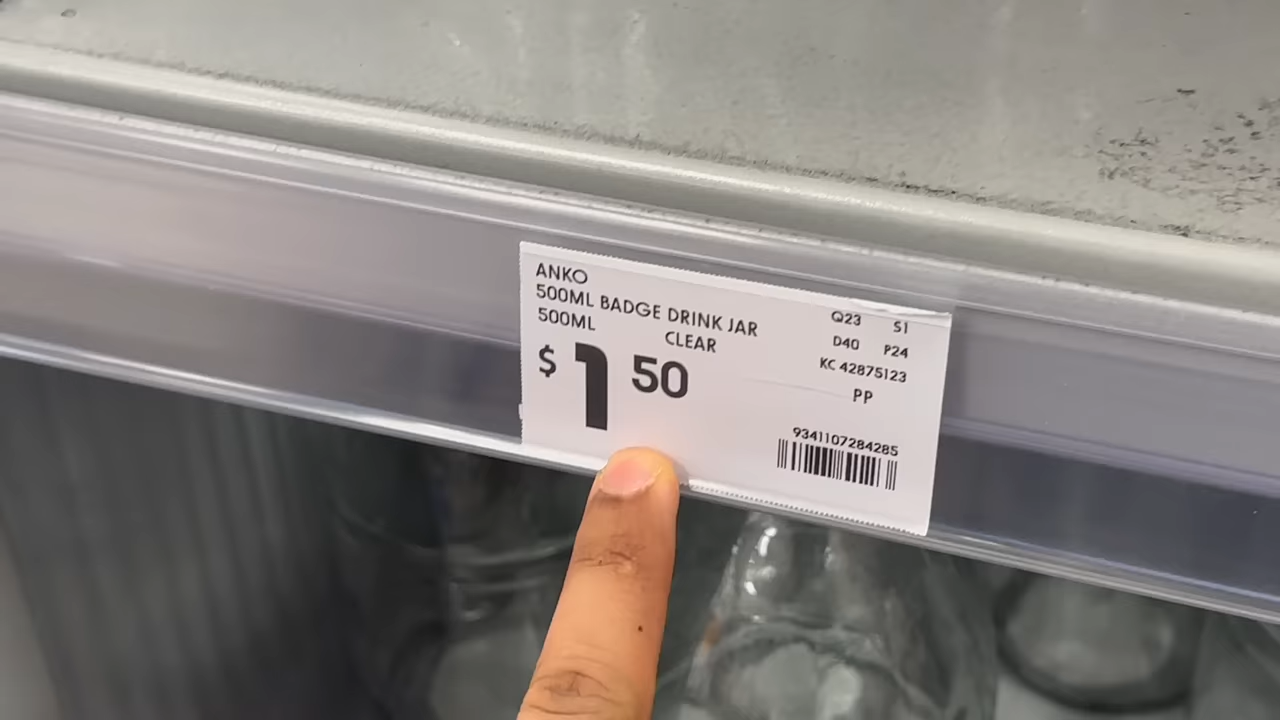 ANKO
500ML BADGE DRINK JAR
500ML CLEAR
$1 50
Q23 S1
D40 P24
KC 42875123
PP
9341107284285